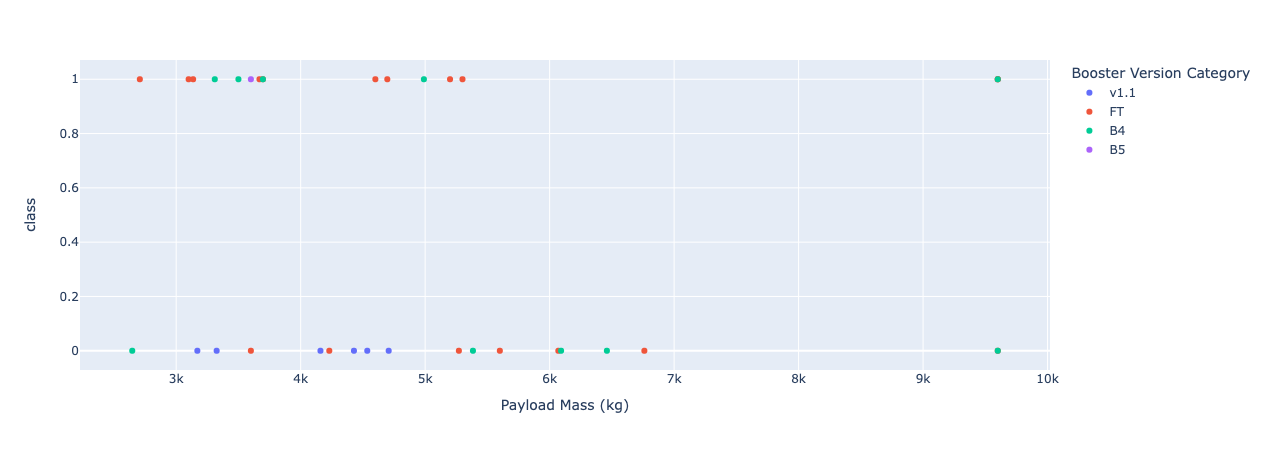 Booster Version Category
v1.1
FT
B4
B5
class
1
0.8
0.6
0.4
0.2
0
3k 4k 5k 6k 7k 8k 9k 10k
Payload Mass (kg)